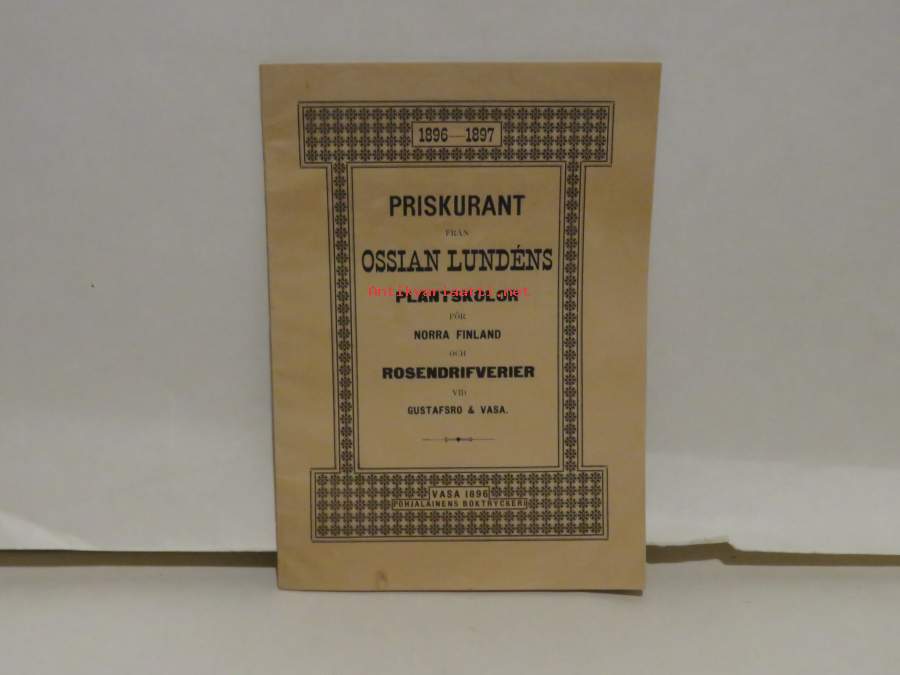 1896—1897
PRISKURANT
FRÅN
OSSIAN LUNDÉNS
Antikvariaatti.net
PLANTSKOLOR
FÖR
NORRA FINLAND
OCH
ROSENDRIFVERIER
VID
GUSTAFSRO & VASA.
VASA 1896
POHJALAINENS BOKTRYCKERI